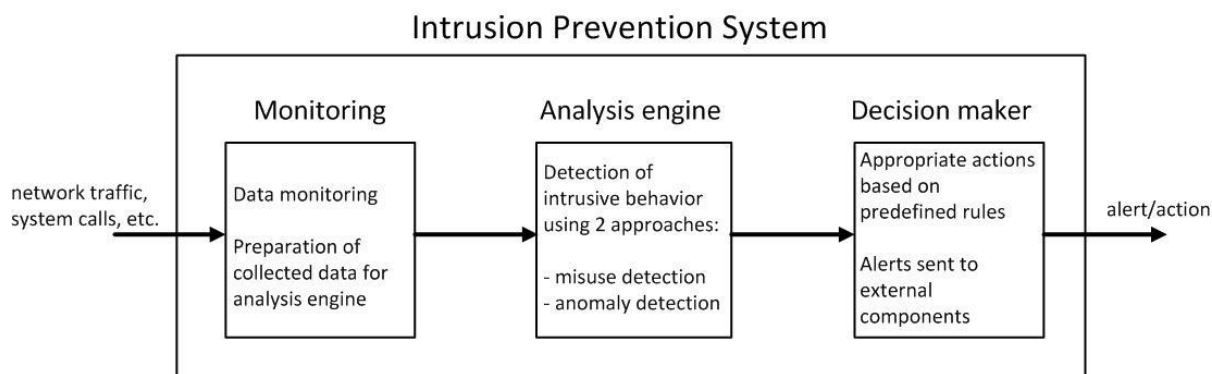 Intrusion Prevention System
Monitoring
Analysis engine
Decision maker
network traffic,
system calls, etc.
Data monitoring
Preparation of
collected data for
analysis engine
Detection of
intrusive behavior
using 2 approaches:
- misuse detection
- anomaly detection
Appropriate actions
based on
predefined rules
Alerts sent to
external
components
alert/action